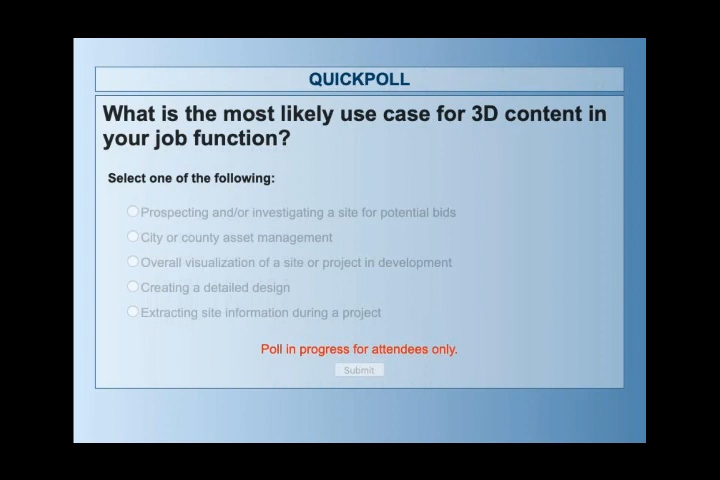 QUICKPOLL
What is the most likely use case for 3D content in
your job function?
Select one of the following:
Prospecting and/or investigating a site for potential bids
City or county asset management
Overall visualization of a site or project in development
Creating a detailed design
Extracting site information during a project
Poll in progress for attendees only.
Submit